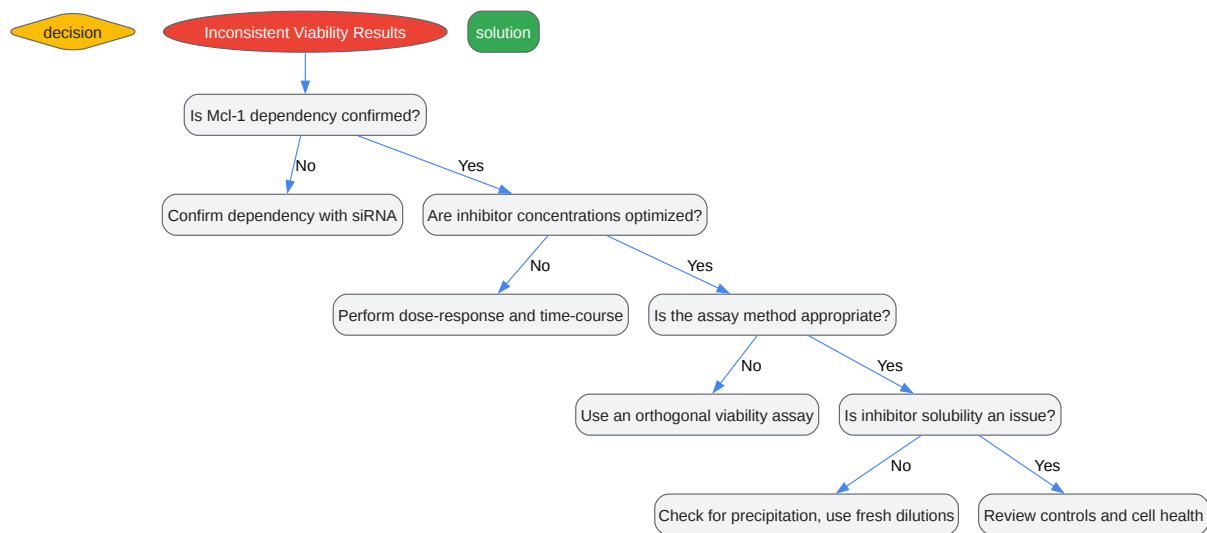 decision
Inconsistent Viability Results
solution
Is Mcl-1 dependency confirmed?
No
Yes
Confirm dependency with siRNA
Are inhibitor concentrations optimized?
No
Yes
Perform dose-response and time-course
Is the assay method appropriate?
No
Yes
Use an orthogonal viability assay
Is inhibitor solubility an issue?
No
Yes
Check for precipitation, use fresh dilutions
Review controls and cell health